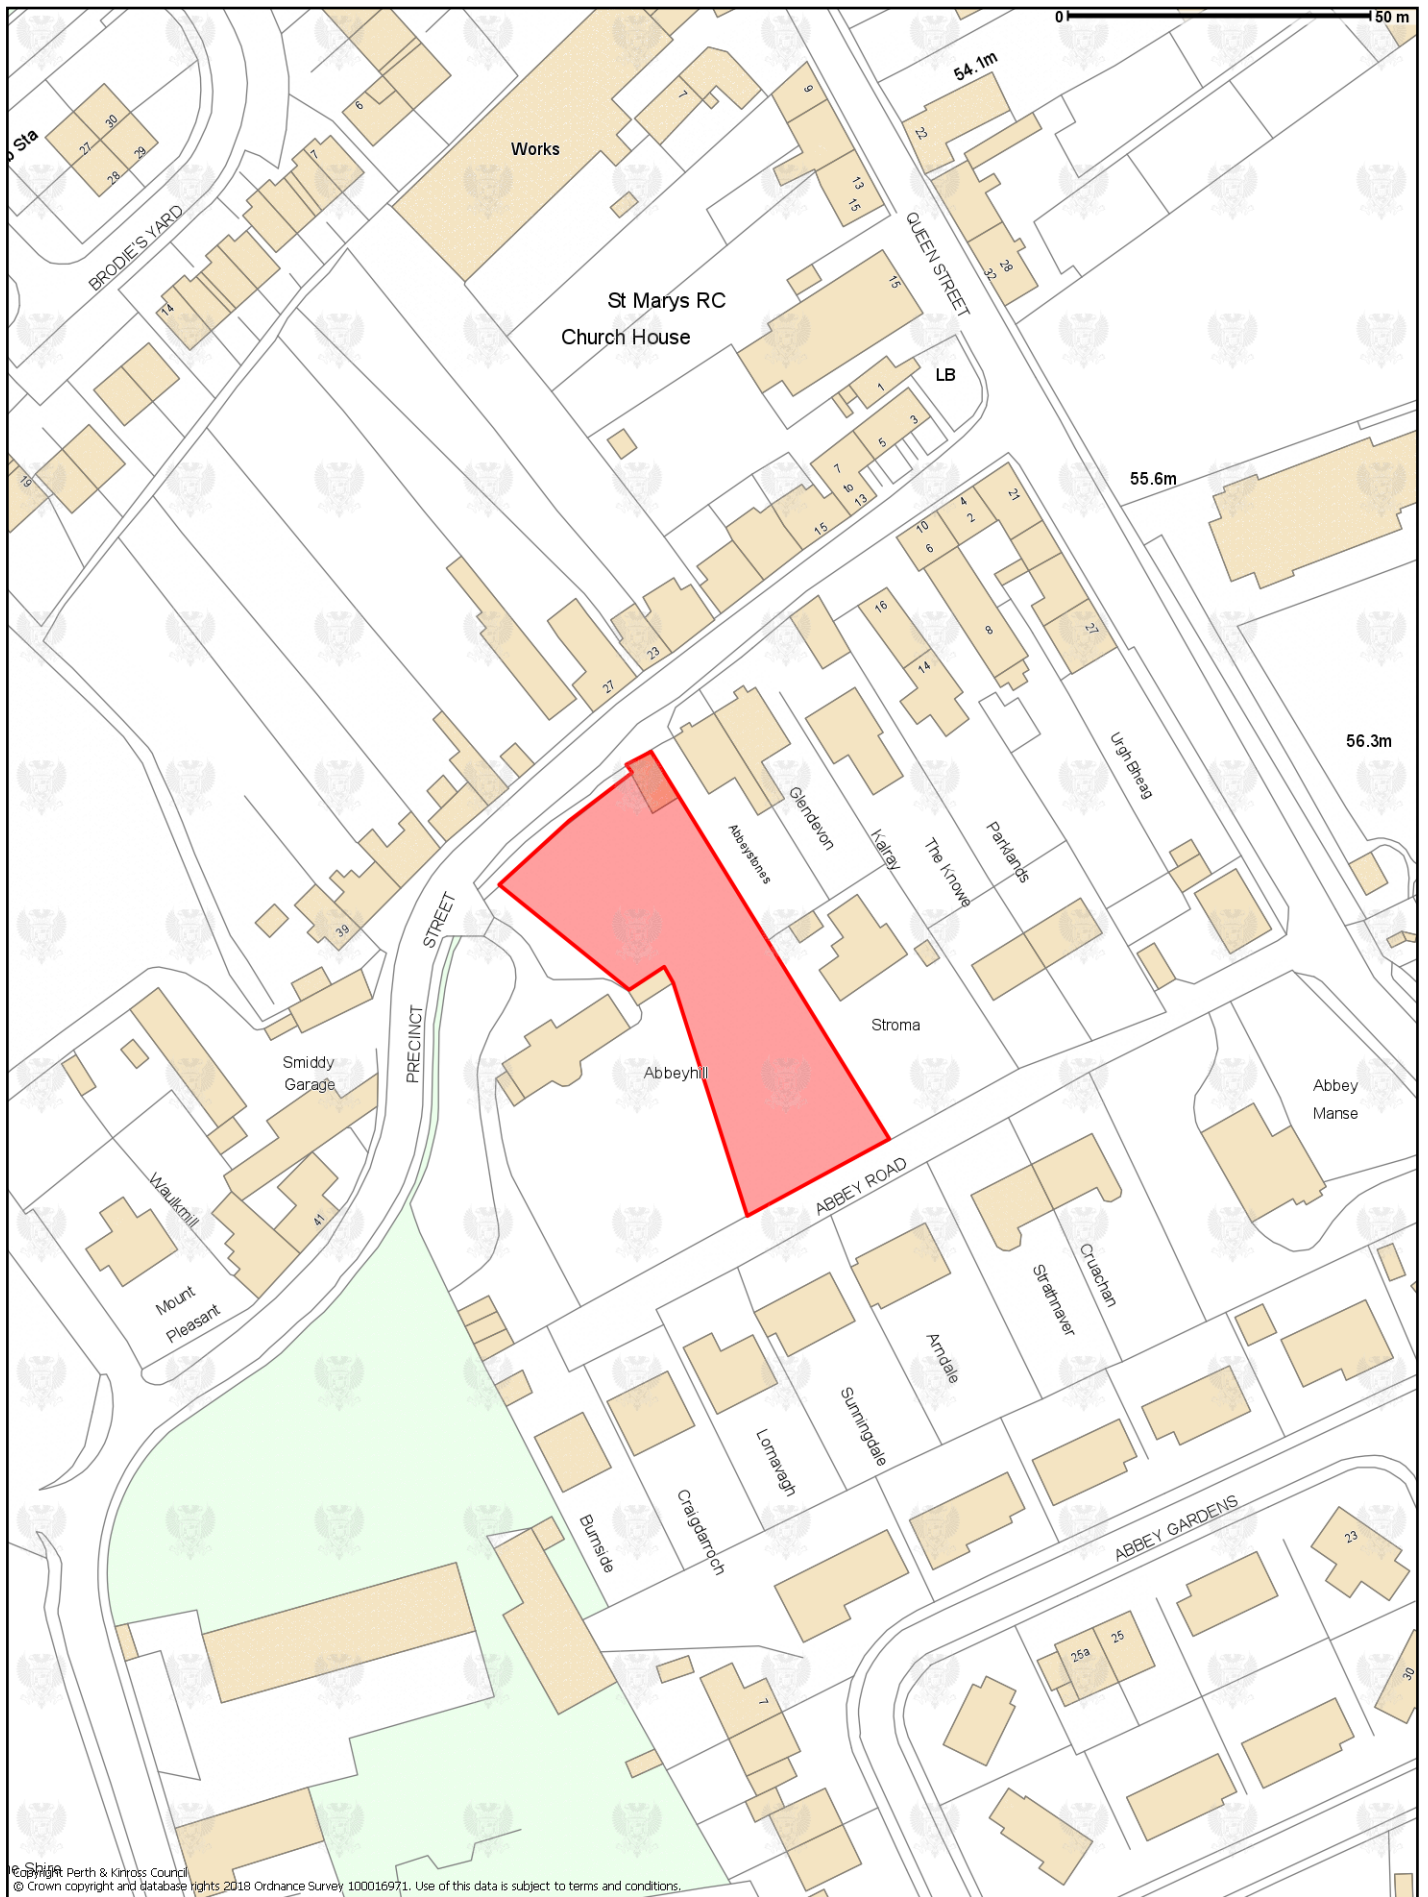 0 50 m
54.1m
Sta
30
27
29
28
6
7
Works
7
9
22
13
15
BRODIE'S YARD
QUEEN STREET
28
32
14
St Marys RC
Church House
15
LB
1
3
5
7
to
13
15
19
55.6m
21
4
2
10
6
16
8
27
14
23
27
56.3m
Urgh Bheag
Glendevon
Abbeystones
Kalray
The Knowe
Parklands
39
STREET
PRECINCT
Stroma
Smiddy
Garage
Abbeyhill
Abbey
Manse
Waulkmill
41
ABBEY ROAD
Mount
Pleasant
Strathnaver
Cruachan
Arndale
Sunningdale
Lornavagh
Craigdarroch
Burnside
ABBEY GARDENS
23
25a
25
30
7
Copyright Perth & Kinross Council
© Crown copyright and database rights 2018 Ordnance Survey 100016971. Use of this data is subject to terms and conditions.